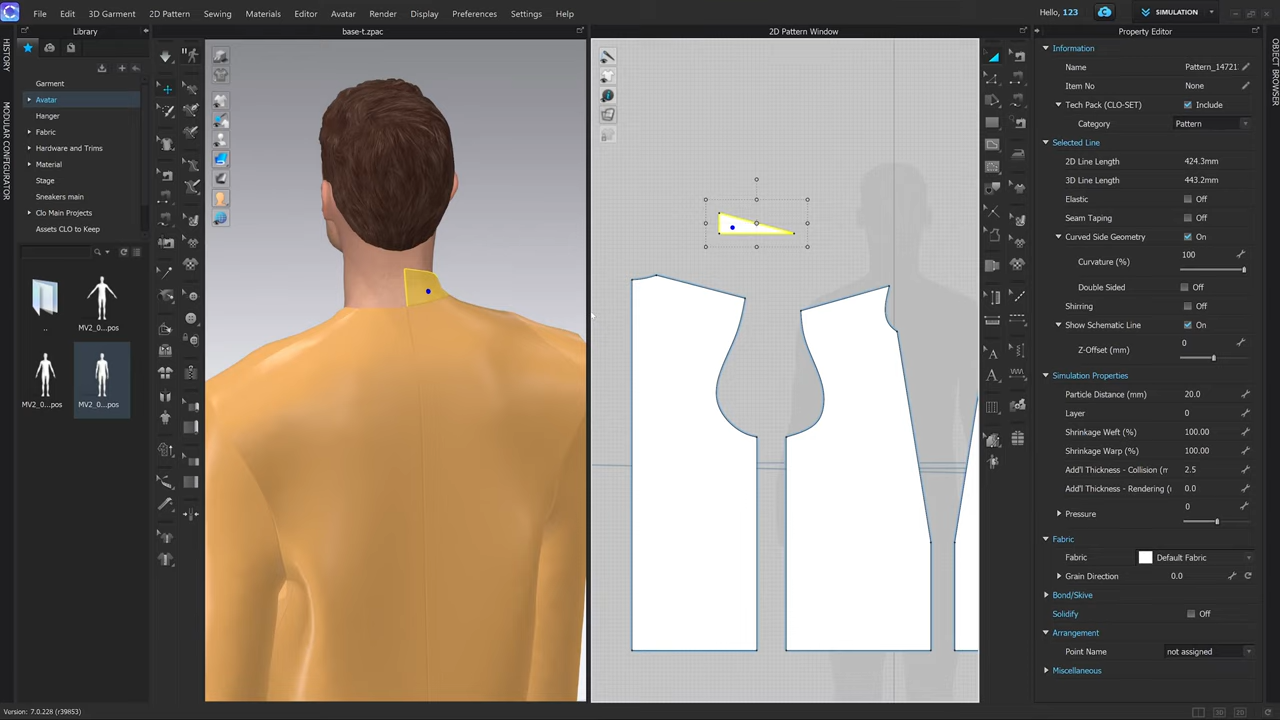 File Edit 3D Garment 2D Pattern Sewing Materials Editor Avatar Render Display Preferences Settings Help
Hello, 123
SIMULATION
HISTORY
MODULAR CONFIGURATOR
Library
Garment
Avatar
Hanger
Fabric
Hardware and Trims
Material
Stage
Sneakers main
Clo Main Projects
Assets CLO to Keep
..
MV2_0...pos
MV2_0...pos
MV2_0...pos
base-t.zpac
2D Pattern Window
Property Editor
OBJECT BROWSER
Information
Name Pattern_14721
Item No None
Tech Pack (CLO-SET) Include
Category Pattern
Selected Line
2D Line Length 424.3mm
3D Line Length 443.2mm
Elastic Off
Seam Taping Off
Curved Side Geometry On
Curvature (%) 100
Double Sided Off
Shirring Off
Show Schematic Line On
Z-Offset (mm) 0
Simulation Properties
Particle Distance (mm) 20.0
Layer 0
Shrinkage Weft (%) 100.00
Shrinkage Warp (%) 100.00
Add'l Thickness - Collision (m 2.5
Add'l Thickness - Rendering ( 0.0
Pressure 0
Fabric
Fabric Default Fabric
Grain Direction 0.0
Bond/Skive
Solidify Off
Arrangement
Point Name not assigned
Miscellaneous
Version: 7.0.228 (r39853)
3D 2D